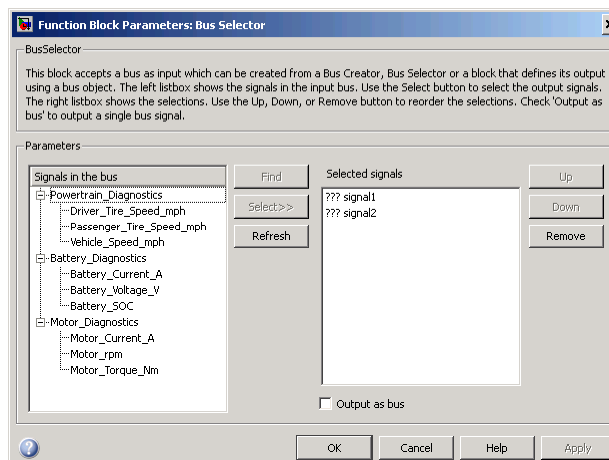 Function Block Parameters: Bus Selector
BusSelector
This block accepts a bus as input which can be created from a Bus Creator, Bus Selector or a block that defines its output
using a bus object. The left listbox shows the signals in the input bus. Use the Select button to select the output signals.
The right listbox shows the selections. Use the Up, Down, or Remove button to reorder the selections. Check 'Output as
bus' to output a single bus signal.
Parameters
Signals in the bus
Powertrain_Diagnostics
Driver_Tire_Speed_mph
Passenger_Tire_Speed_mph
Vehicle_Speed_mph
Battery_Diagnostics
Battery_Current_A
Battery_Voltage_V
Battery_SOC
Motor_Diagnostics
Motor_Current_A
Motor_rpm
Motor_Torque_Nm
Find
Select>>
Refresh
Selected signals
??? signal1
??? signal2
Up
Down
Remove
Output as bus
?
OK
Cancel
Help
Apply